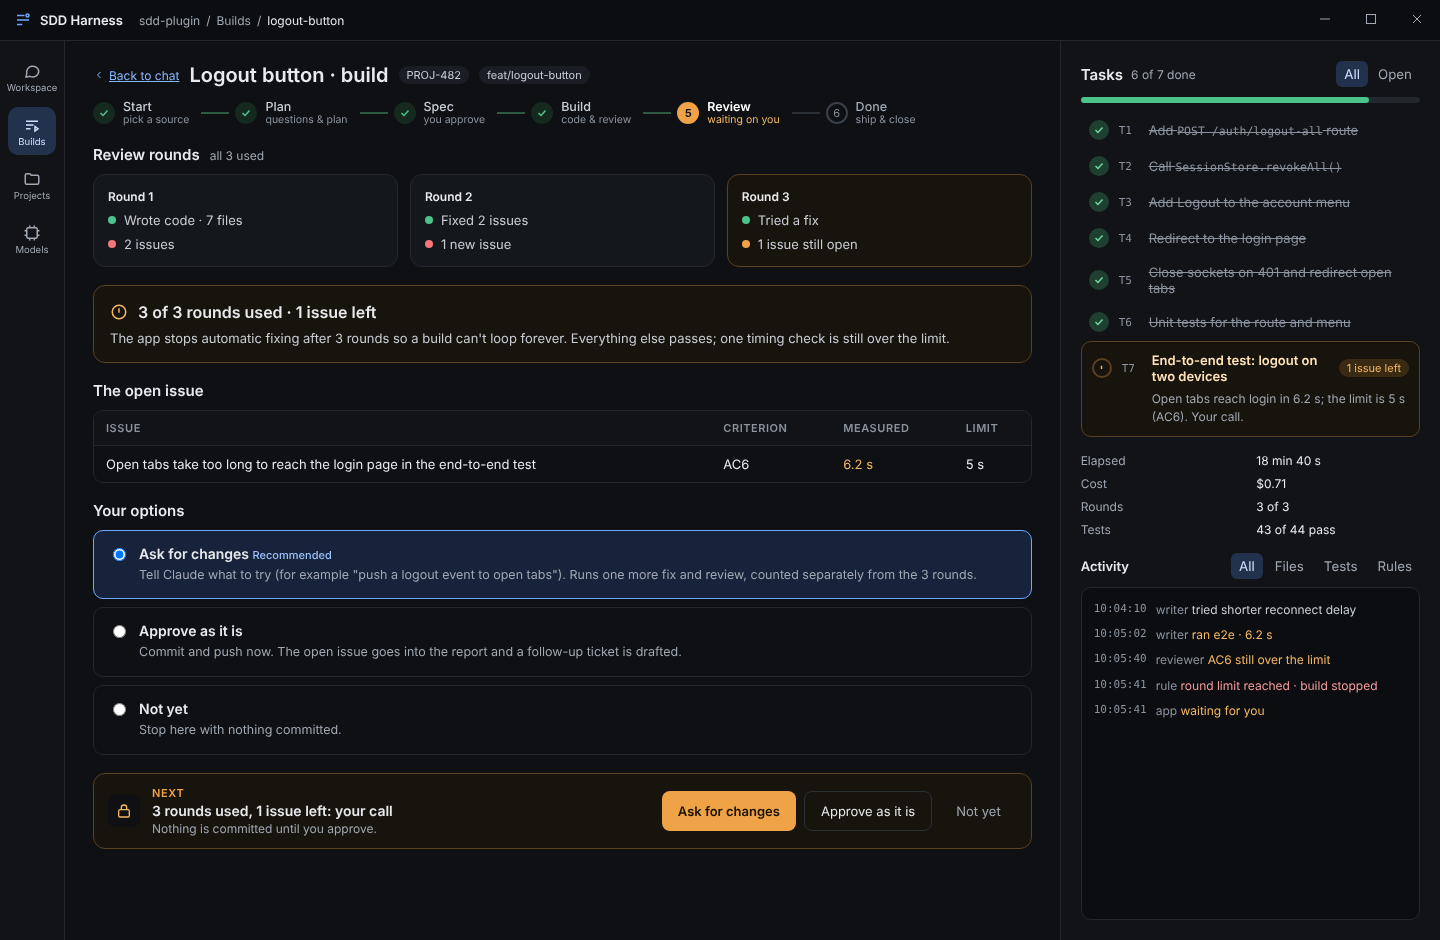 SDD Harness
sdd-plugin / Builds / logout-button
Workspace
Builds
Projects
Models
Back to chat
Logout button · build
PROJ-482
feat/logout-button
Start
pick a source
Plan
questions & plan
Spec
you approve
Build
code & review
5
Review
waiting on you
6
Done
ship & close
Review rounds all 3 used
Round 1
Wrote code · 7 files
2 issues
Round 2
Fixed 2 issues
1 new issue
Round 3
Tried a fix
1 issue still open
3 of 3 rounds used · 1 issue left
The app stops automatic fixing after 3 rounds so a build can't loop forever. Everything else passes; one timing check is still over the limit.
The open issue
ISSUE CRITERION MEASURED LIMIT
Open tabs take too long to reach the login page in the end-to-end test AC6 6.2 s 5 s
Your options
Ask for changes Recommended
Tell Claude what to try (for example "push a logout event to open tabs"). Runs one more fix and review, counted separately from the 3 rounds.
Approve as it is
Commit and push now. The open issue goes into the report and a follow-up ticket is drafted.
Not yet
Stop here with nothing committed.
NEXT
3 rounds used, 1 issue left: your call
Nothing is committed until you approve.
Ask for changes
Approve as it is
Not yet
Tasks 6 of 7 done
All Open
T1 Add POST /auth/logout-all route
T2 Call SessionStore.revokeAll()
T3 Add Logout to the account menu
T4 Redirect to the login page
T5 Close sockets on 401 and redirect open
tabs
T6 Unit tests for the route and menu
T7 End-to-end test: logout on
two devices
1 issue left
Open tabs reach login in 6.2 s; the limit is 5 s
(AC6). Your call.
Elapsed 18 min 40 s
Cost $0.71
Rounds 3 of 3
Tests 43 of 44 pass
Activity
All Files Tests Rules
10:04:10 writer tried shorter reconnect delay
10:05:02 writer ran e2e · 6.2 s
10:05:40 reviewer AC6 still over the limit
10:05:41 rule round limit reached · build stopped
10:05:41 app waiting for you